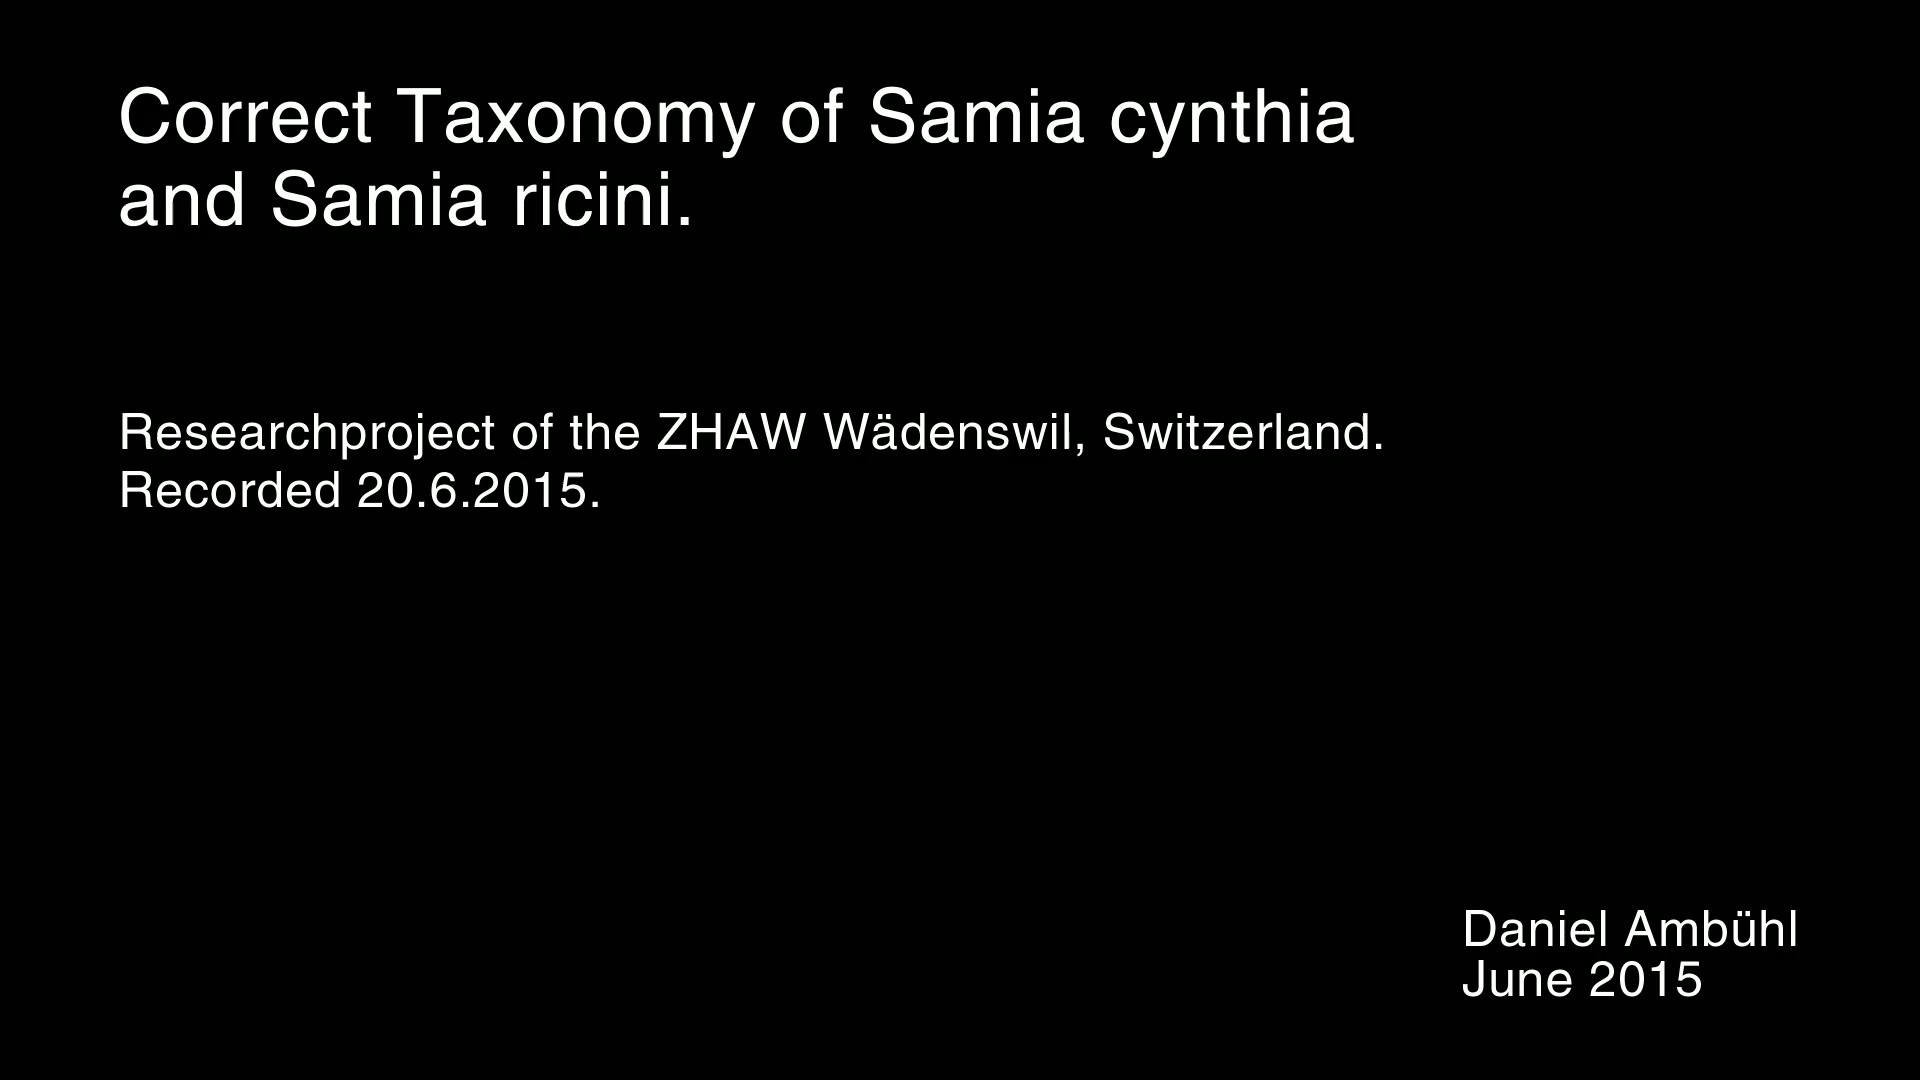 Correct Taxonomy of Samia cynthia
and Samia ricini.
Researchproject of the ZHAW Wädenswil, Switzerland.
Recorded 20.6.2015.
Daniel Ambühl
June 2015